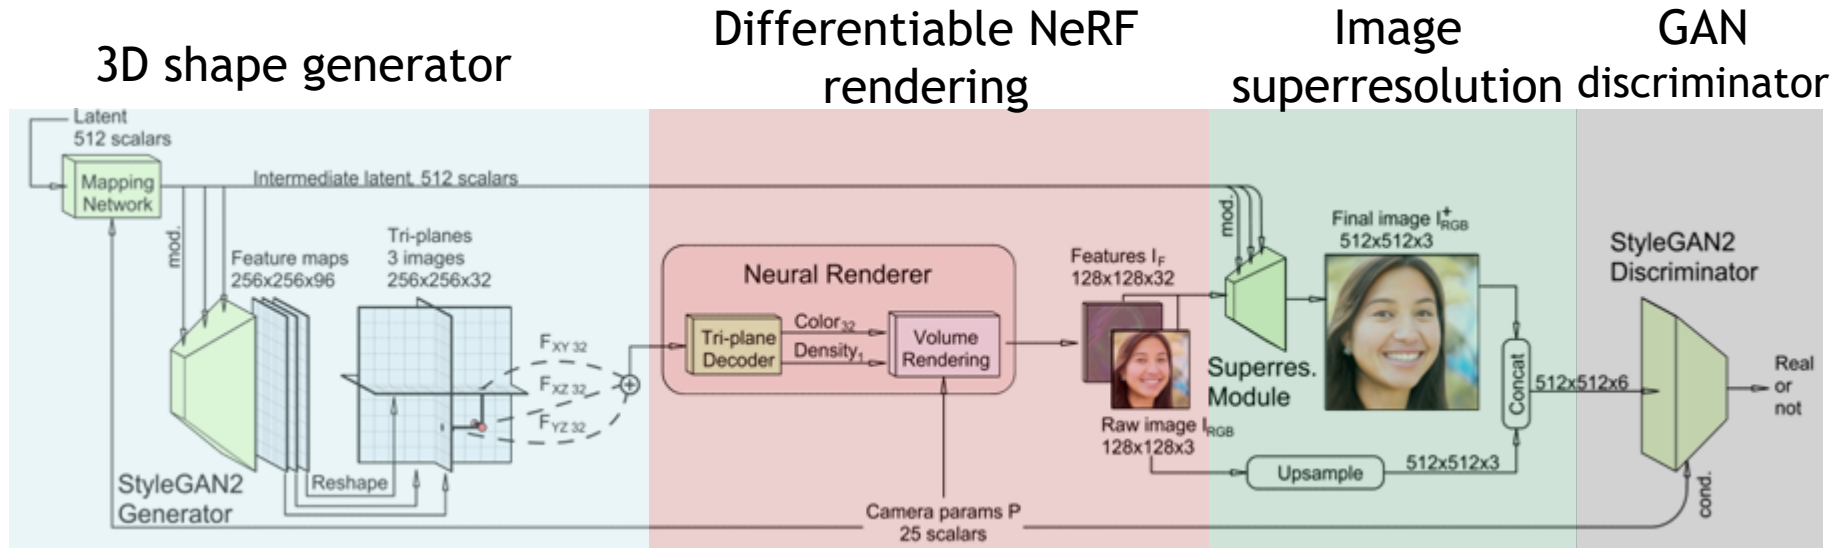 3D shape generator
Differentiable NeRF
rendering
Image
superresolution
GAN
discriminator
Latent
512 scalars
Mapping
Network
Intermediate latent, 512 scalars
mod.
Feature maps
256x256x96
Tri-planes
3 images
256x256x32
StyleGAN2
Generator
Reshape
FXY 32
FXZ 32
FYZ 32
Neural Renderer
Tri-plane
Decoder
Color32
Density1
Volume
Rendering
Features IF
128x128x32
Raw image IRGB
128x128x3
Camera params P
25 scalars
mod.
Superres.
Module
Final image I+RGB
512x512x3
Upsample
512x512x3
Concat
512x512x6
StyleGAN2
Discriminator
cond.
Real
or
not